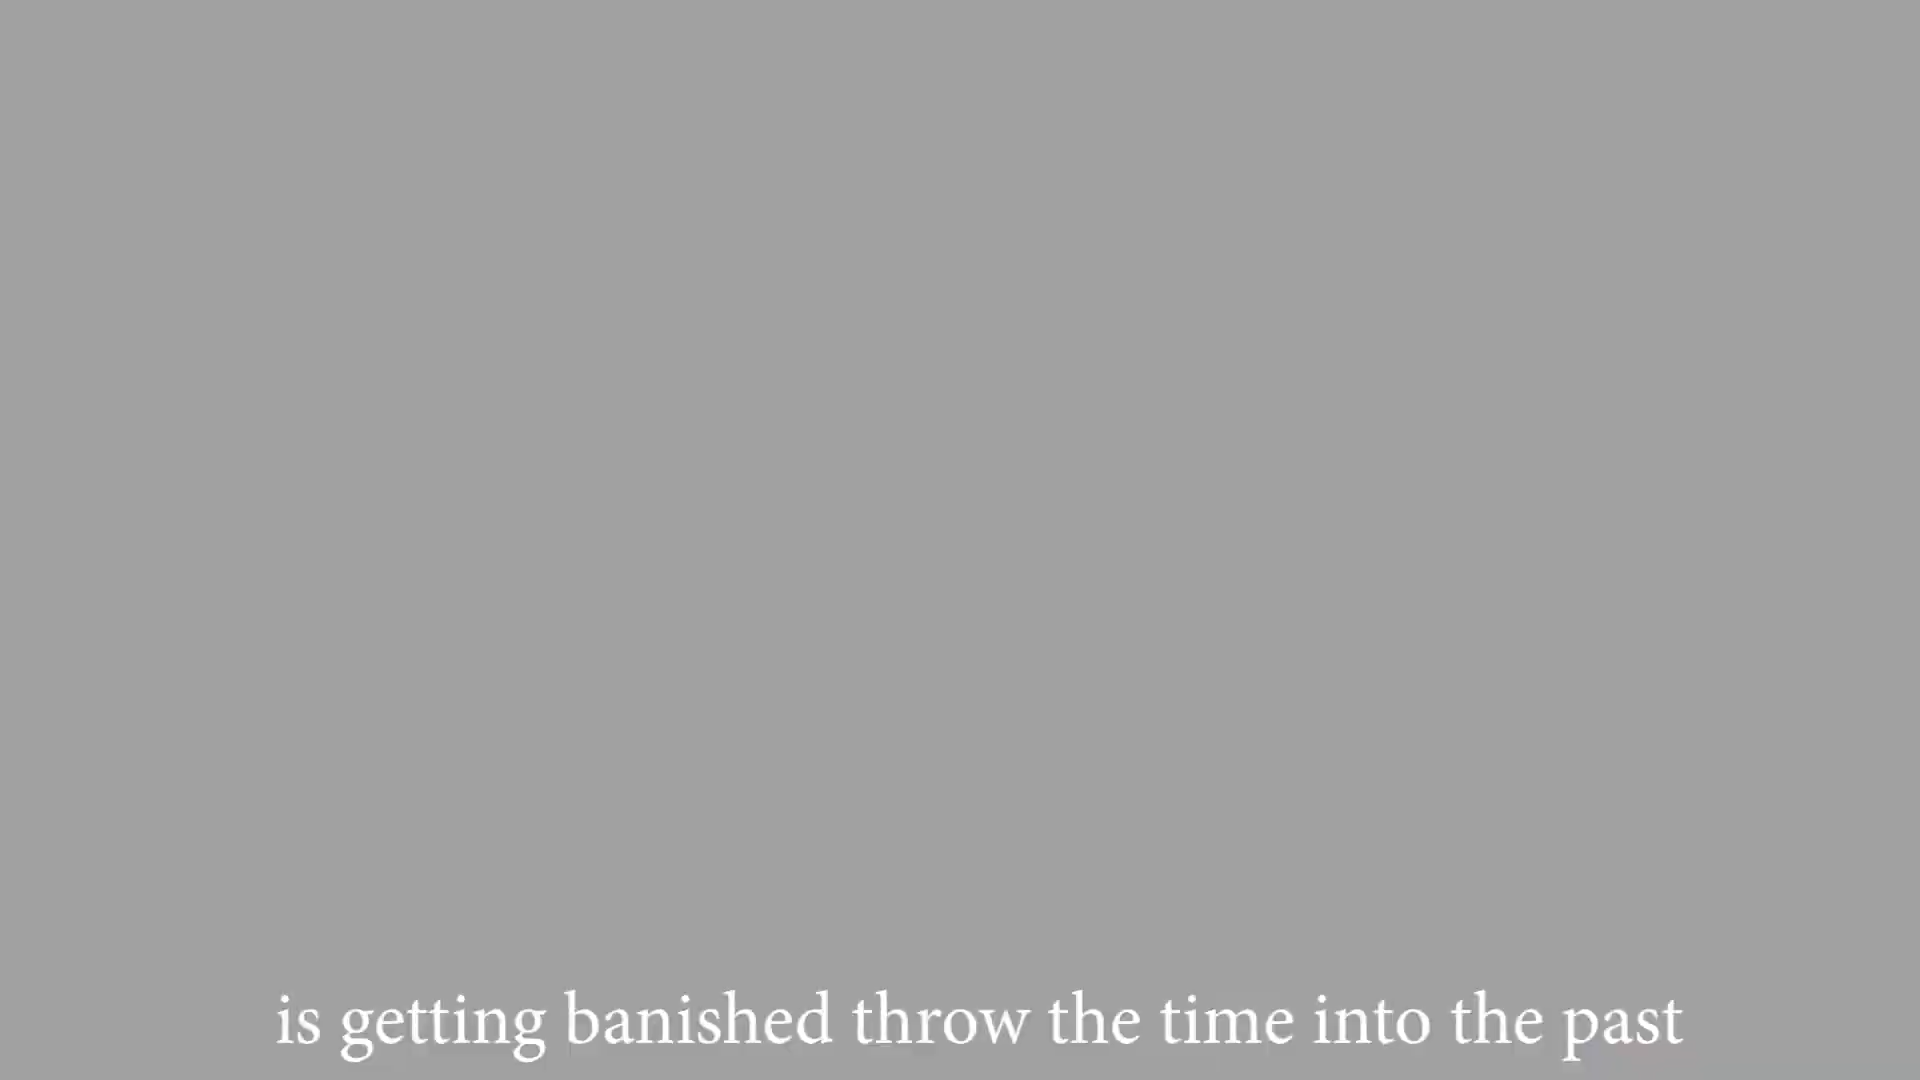 is getting banished throw the time into the past